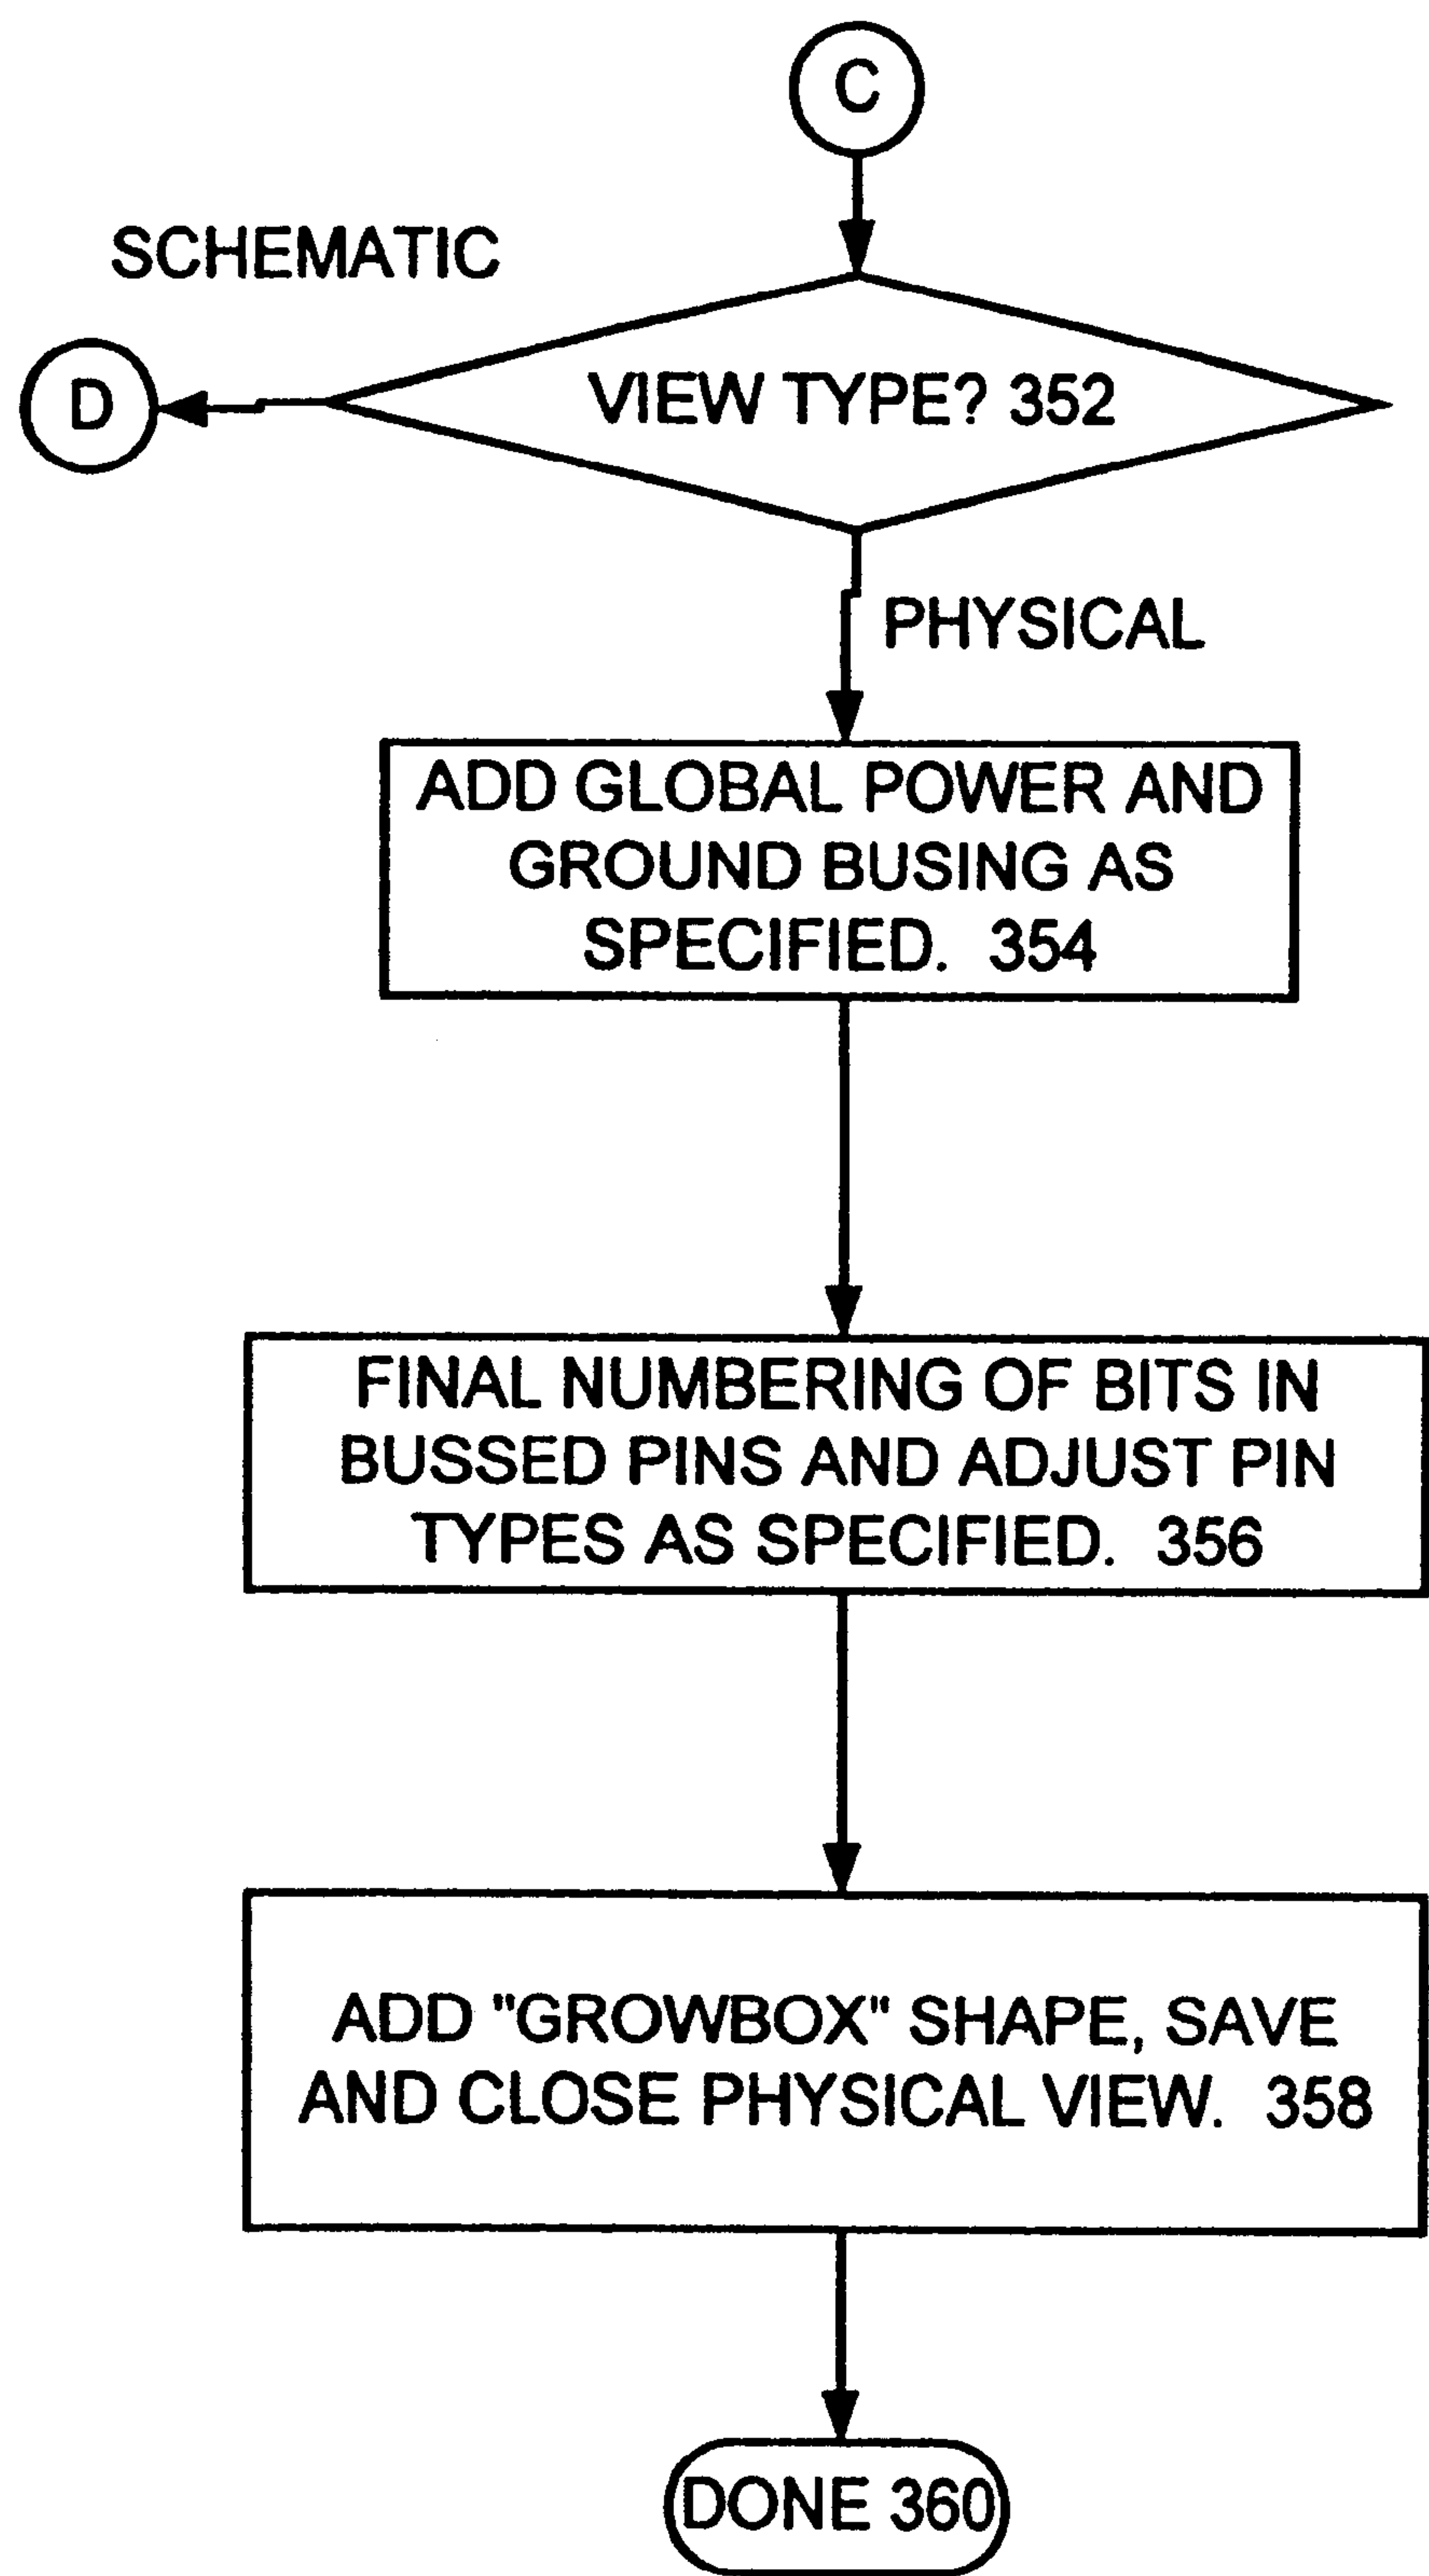 C
SCHEMATIC
D
VIEW TYPE? 352
PHYSICAL
ADD GLOBAL POWER AND
GROUND BUSING AS
SPECIFIED. 354
FINAL NUMBERING OF BITS IN
BUSSED PINS AND ADJUST PIN
TYPES AS SPECIFIED. 356
ADD "GROWBOX" SHAPE, SAVE
AND CLOSE PHYSICAL VIEW. 358
DONE 360